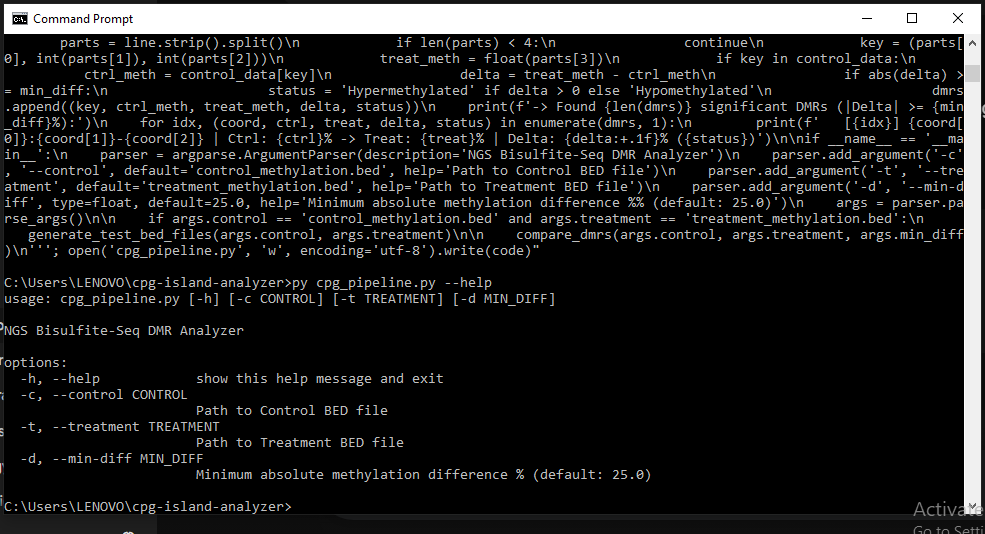 Command Prompt
parts = line.strip().split()\n            if len(parts) < 4:\n                continue\n            key = (parts[
0], int(parts[1]), int(parts[2]))\n            treat_meth = float(parts[3])\n            if key in control_data:\n
ctrl_meth = control_data[key]\n                delta = treat_meth - ctrl_meth\n                if abs(delta) >
= min_diff:\n                    status = 'Hypermethylated' if delta > 0 else 'Hypomethylated'\n                    dmrs
.append((key, ctrl_meth, treat_meth, delta, status))\n    print(f'-> Found {len(dmrs)} significant DMRs (|Delta| >= {min
_diff}%):')\n    for idx, (coord, ctrl, treat, delta, status) in enumerate(dmrs, 1):\n        print(f'   [{idx}] {coord[
0]}:{coord[1]}-{coord[2]} | Ctrl: {ctrl}% -> Treat: {treat}% | Delta: {delta:+.1f}% ({status})')\n\nif __name__ == '__ma
in__':\n    parser = argparse.ArgumentParser(description='NGS Bisulfite-Seq DMR Analyzer')\n    parser.add_argument('-c'
, '--control', default='control_methylation.bed', help='Path to Control BED file')\n    parser.add_argument('-t', '--tre
atment', default='treatment_methylation.bed', help='Path to Treatment BED file')\n    parser.add_argument('-d', '--min-d
iff', type=float, default=25.0, help='Minimum absolute methylation difference %% (default: 25.0)')\n    args = parser.pa
rse_args()\n\n    if args.control == 'control_methylation.bed' and args.treatment == 'treatment_methylation.bed':\n
generate_test_bed_files(args.control, args.treatment)\n\n    compare_dmrs(args.control, args.treatment, args.min_diff
)\n'''; open('cpg_pipeline.py', 'w', encoding='utf-8').write(code)"
C:\Users\LENOVO\cpg-island-analyzer>py cpg_pipeline.py --help
usage: cpg_pipeline.py [-h] [-c CONTROL] [-t TREATMENT] [-d MIN_DIFF]
NGS Bisulfite-Seq DMR Analyzer
options:
-h, --help            show this help message and exit
-c, --control CONTROL
Path to Control BED file
-t, --treatment TREATMENT
Path to Treatment BED file
-d, --min-diff MIN_DIFF
Minimum absolute methylation difference % (default: 25.0)
C:\Users\LENOVO\cpg-island-analyzer>
Activate
Go to Setti